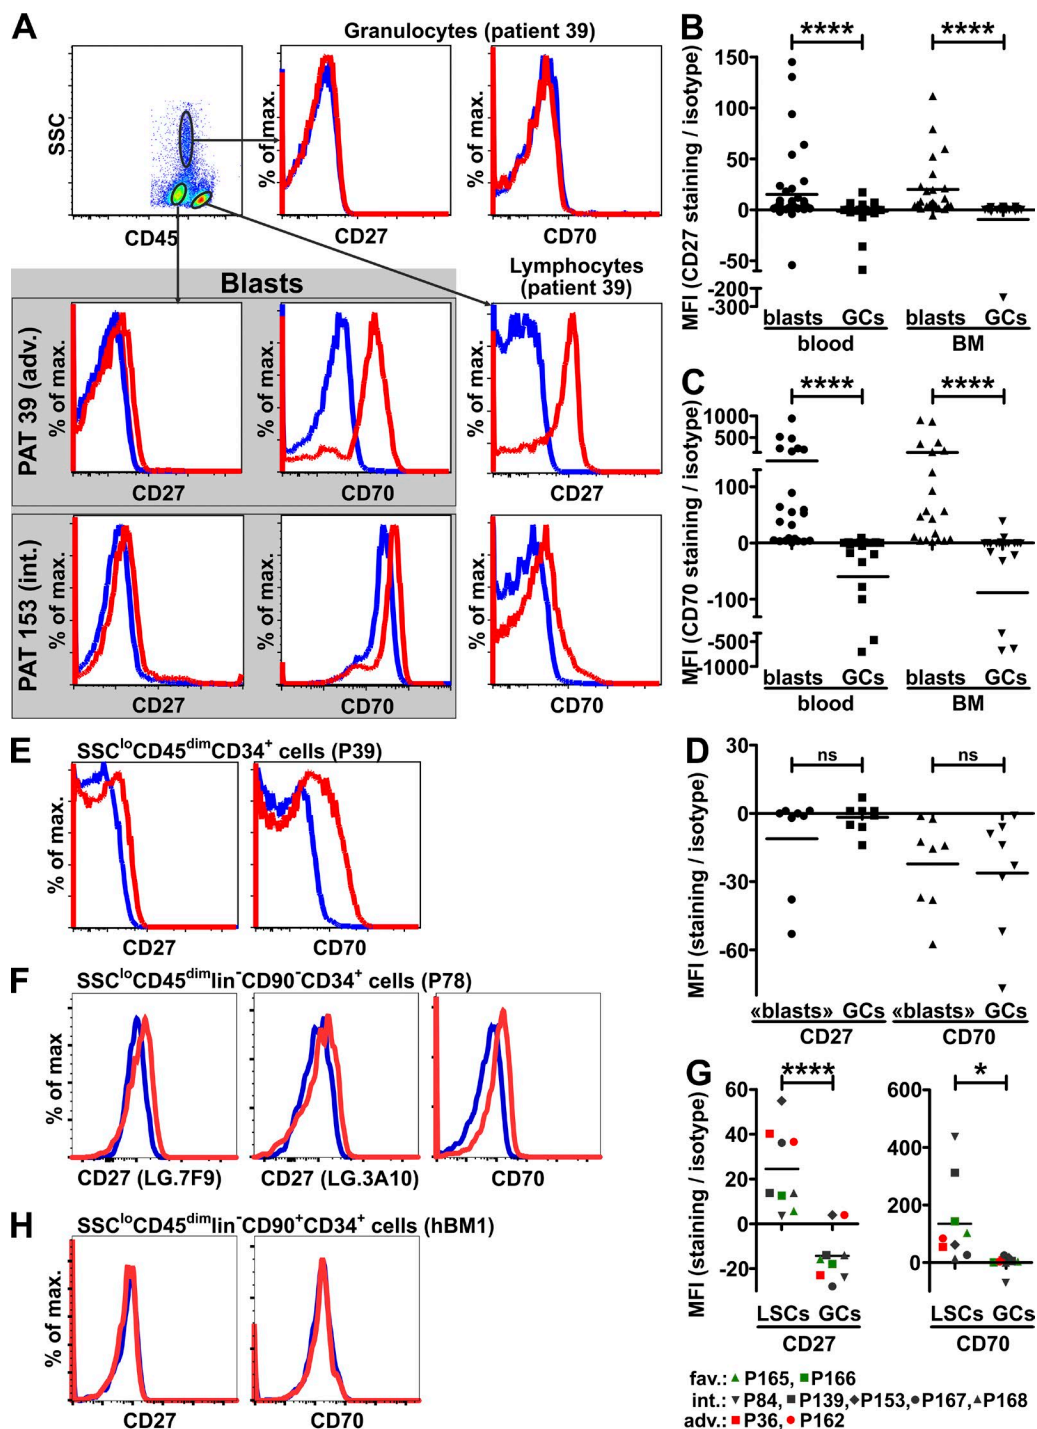 A
Granulocytes (patient 39)
SSC
CD45
% of max.
CD27
% of max.
CD70
Blasts
Lymphocytes
(patient 39)
PAT 39 (adv.)
% of max.
CD27
% of max.
CD70
% of max.
CD27
PAT 153 (int.)
% of max.
CD27
% of max.
CD70
% of max.
CD70
B
**** ****
MFI (CD27 staining / isotype)
150
100
50
0
-50
-200
-300
blasts GCs blasts GCs
blood BM
C
**** ****
MFI (CD70 staining / isotype)
1000
500
100
0
-100
-500
-1000
blasts GCs blasts GCs
blood BM
D
ns ns
MFI (staining / isotype)
30
0
-30
-60
«blasts» GCs «blasts» GCs
CD27 CD70
E
SSCloCD45dimCD34+ cells (P39)
% of max.
CD27
CD70
F
SSCloCD45dimlin-CD90-CD34+ cells (P78)
% of max
CD27 (LG.7F9)
CD27 (LG.3A10)
CD70
G
**** *
MFI (staining / isotype)
60
40
20
0
-20
600
400
200
0
LSCs GCs LSCs GCs
CD27 CD70
fav.: ▲ P165, ■ P166
int.: ▼ P84, ■ P139, ◆ P153, ● P167, ▲ P168
adv.: ■ P36, ● P162
H
SSCloCD45dimlin-CD90+CD34+ cells (hBM1)
% of max.
CD27
CD70